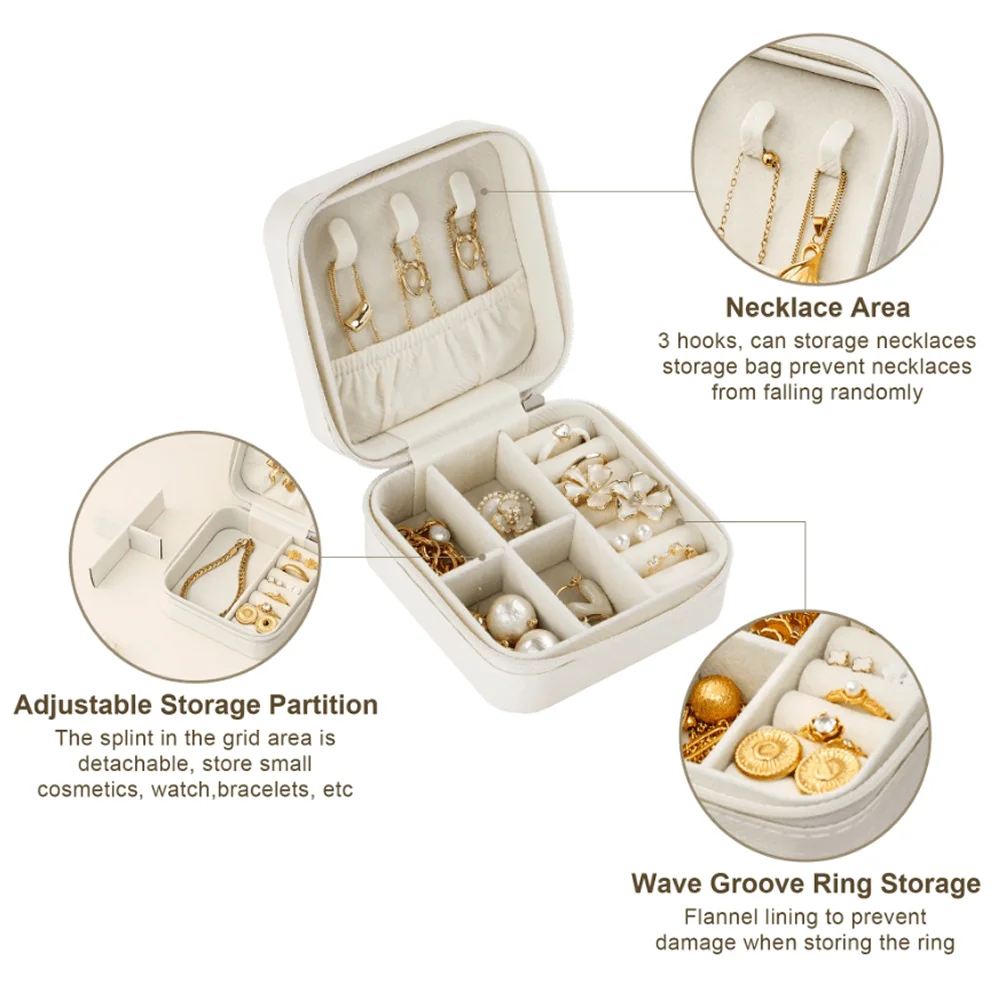 Necklace Area
3 hooks, can storage necklaces
storage bag prevent necklaces
from falling randomly
Adjustable Storage Partition
The splint in the grid area is
detachable, store small
cosmetics, watch,bracelets, etc
Wave Groove Ring Storage
Flannel lining to prevent
damage when storing the ring